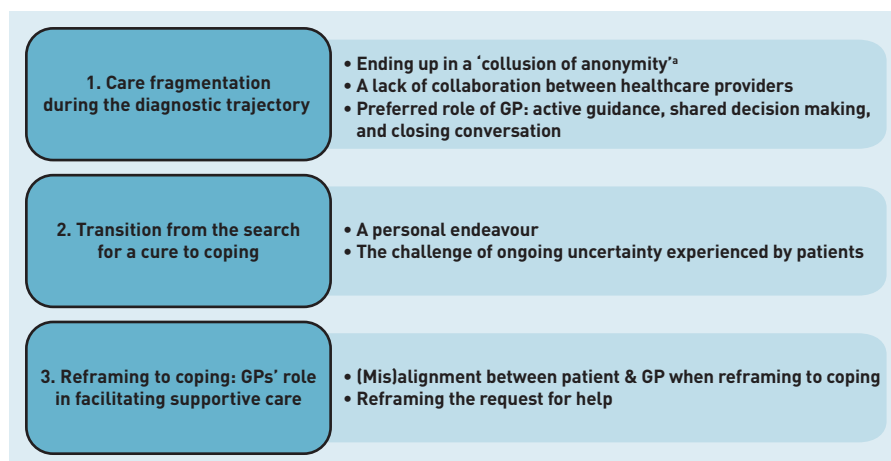 1. Care fragmentation
during the diagnostic trajectory
• Ending up in a ‘collusion of anonymity’ᵃ
• A lack of collaboration between healthcare providers
• Preferred role of GP: active guidance, shared decision making,
and closing conversation
2. Transition from the search
for a cure to coping
• A personal endeavour
• The challenge of ongoing uncertainty experienced by patients
3. Reframing to coping: GPs’ role
in facilitating supportive care
• (Mis)alignment between patient & GP when reframing to coping
• Reframing the request for help